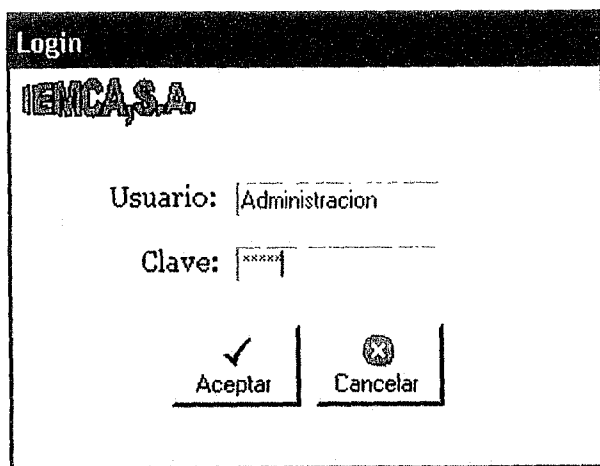 Login
IEMCA,S.A.
Usuario: Administracion
Clave: *****
Aceptar Cancelar